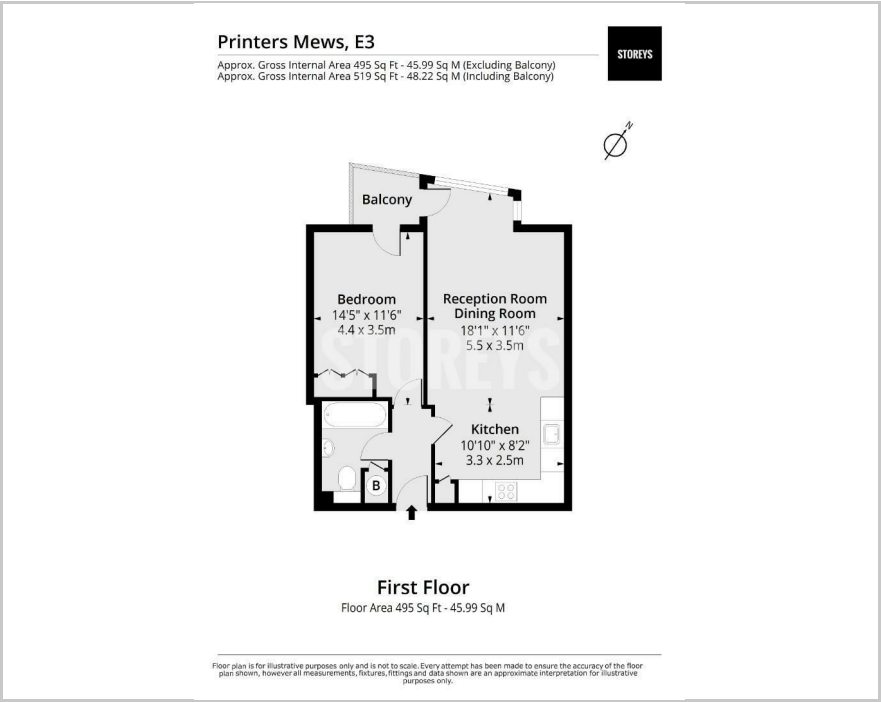 Printers Mews, E3
Approx. Gross Internal Area 495 Sq Ft - 45.99 Sq M (Excluding Balcony)
Approx. Gross Internal Area 519 Sq Ft - 48.22 Sq M (Including Balcony)
STOREYS
N
Balcony
Bedroom
14'5" x 11'6"
4.4 x 3.5m
Reception Room
Dining Room
18'1" x 11'6"
5.5 x 3.5m
STOREYS
Kitchen
10'10" x 8'2"
3.3 x 2.5m
B
First Floor
Floor Area 495 Sq Ft - 45.99 Sq M
Floor plan is for illustrative purposes only and is not to scale. Every attempt has been made to ensure the accuracy of the floor
plan shown, however all measurements, fixtures, fittings and data shown are an approximate interpretation for illustrative
purposes only.